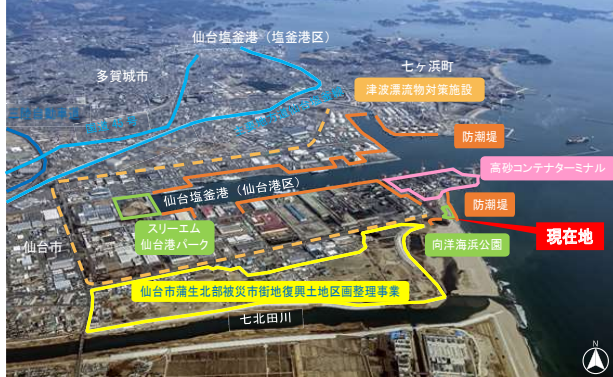 仙台塩釜港（塩釜港区）
多賀城市
七ヶ浜町
津波漂流物対策施設
防潮堤
高砂コンテナターミナル
仙台塩釜港（仙台港区）
スリーエム
仙台港パーク
防潮堤
現在地
仙台市
向洋海浜公園
仙台市蒲生北部被災市街地復興土地区画整理事業
七北田川
N